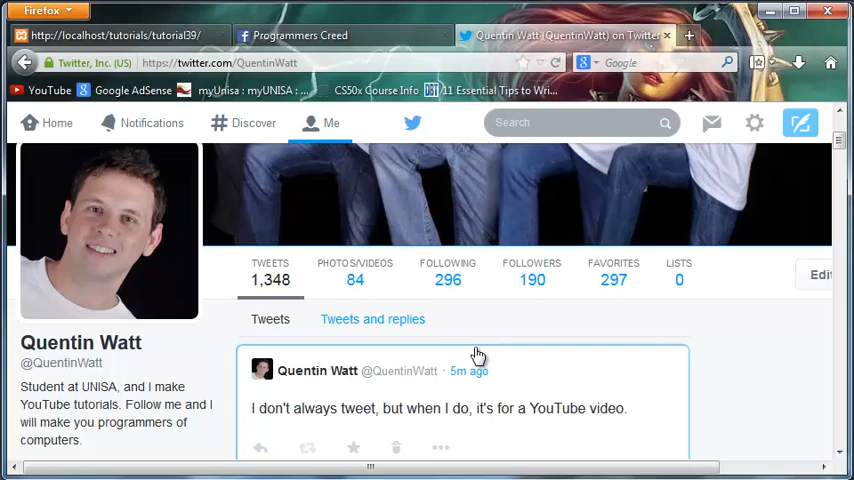 Firefox
http://localhost/tutorials/tutorial39/
Programmers Creed
Quentin Watt (QuentinWatt) on Twitter
Twitter, Inc. (US)
https://twitter.com/QuentinWatt
Google
YouTube
Google AdSense
myUnisa : myUNISA : ...
CS50x Course Info
11 Essential Tips to Wri...
Home
Notifications
Discover
Me
Search
TWEETS
PHOTOS/VIDEOS
FOLLOWING
FOLLOWERS
FAVORITES
LISTS
1,348
84
296
190
297
0
Edit
Tweets
Tweets and replies
Quentin Watt
@QuentinWatt
Student at UNISA, and I make
YouTube tutorials. Follow me and I
will make you programmers of
computers.
Quentin Watt @QuentinWatt · 5m ago
I don't always tweet, but when I do, it's for a YouTube video.